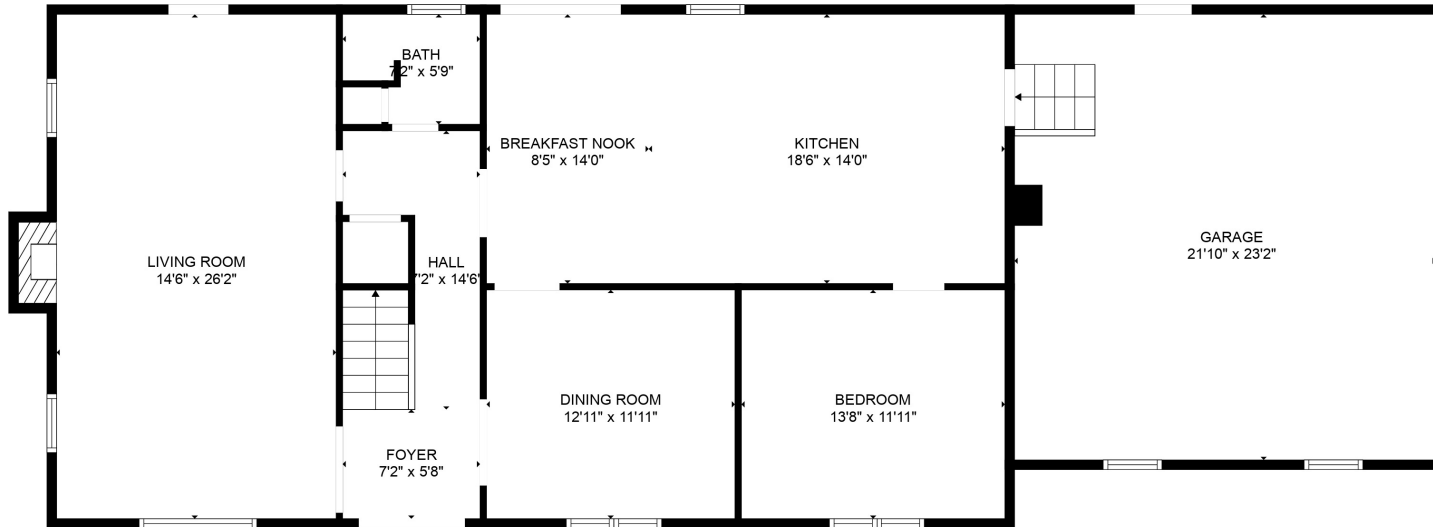 BATH
7'2" x 5'9"
BREAKFAST NOOK
8'5" x 14'0"
KITCHEN
18'6" x 14'0"
LIVING ROOM
14'6" x 26'2"
HALL
7'2" x 14'6"
GARAGE
21'10" x 23'2"
DINING ROOM
12'11" x 11'11"
BEDROOM
13'8" x 11'11"
FOYER
7'2" x 5'8"